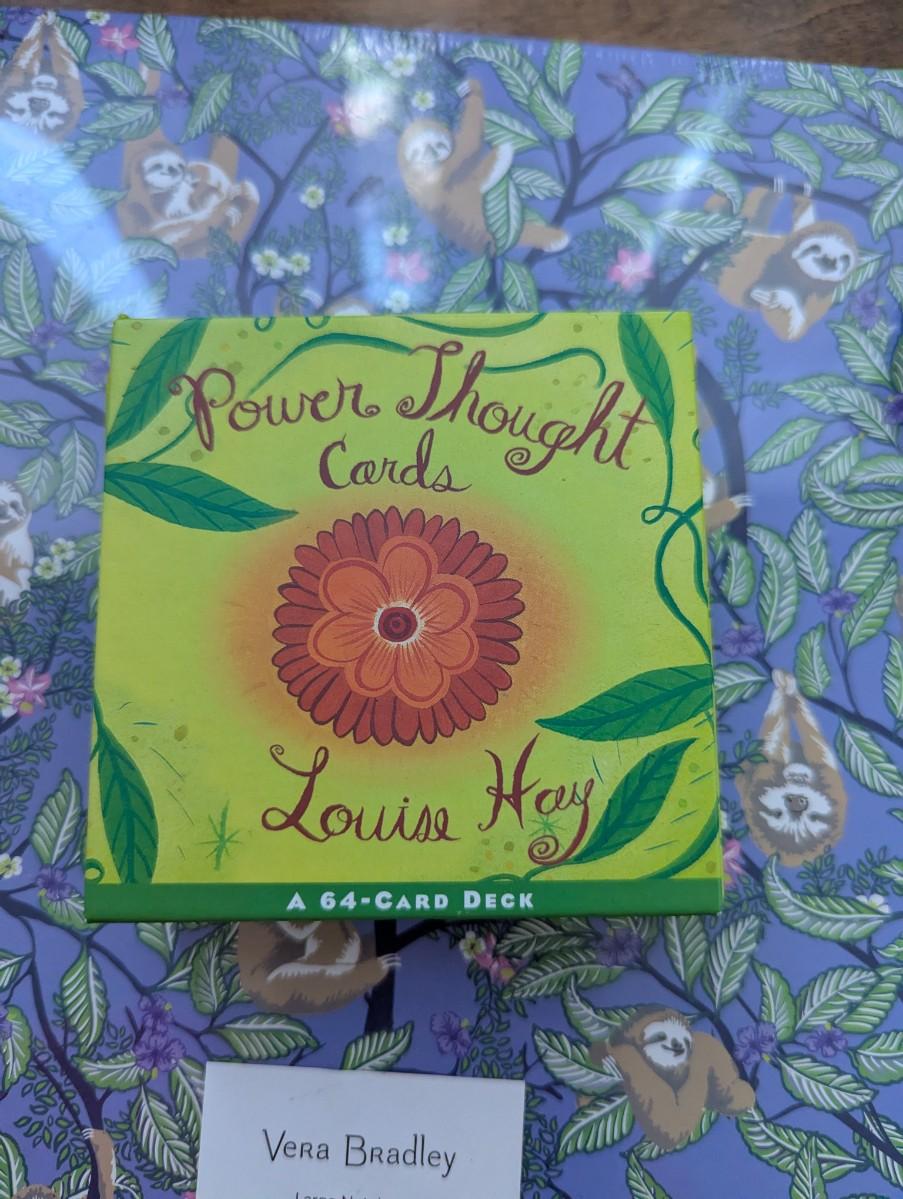 Power Thought
Cards
Louise Hay
A 64-Card Deck
Vera Bradley